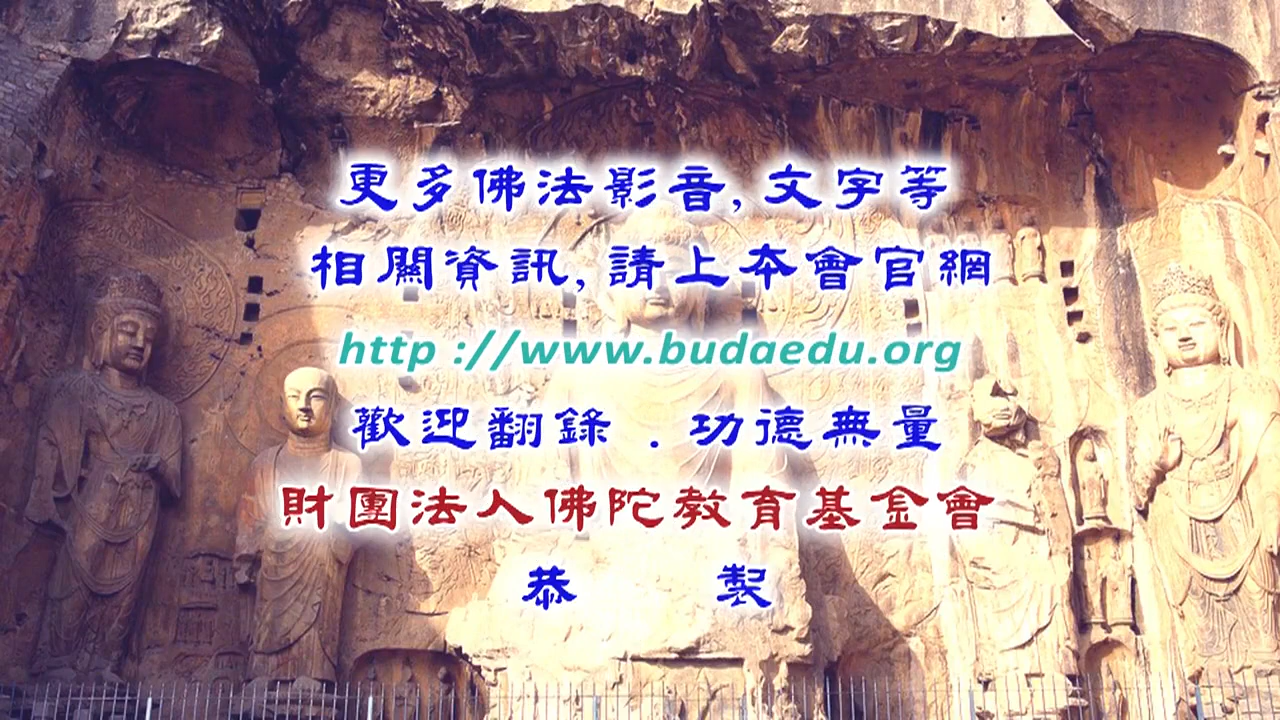 更多佛法影音,文字等
相關資訊,請上本會官網
http ://www.budaedu.org
歡迎翻錄 . 功德無量
財團法人佛陀教育基金會
恭 製